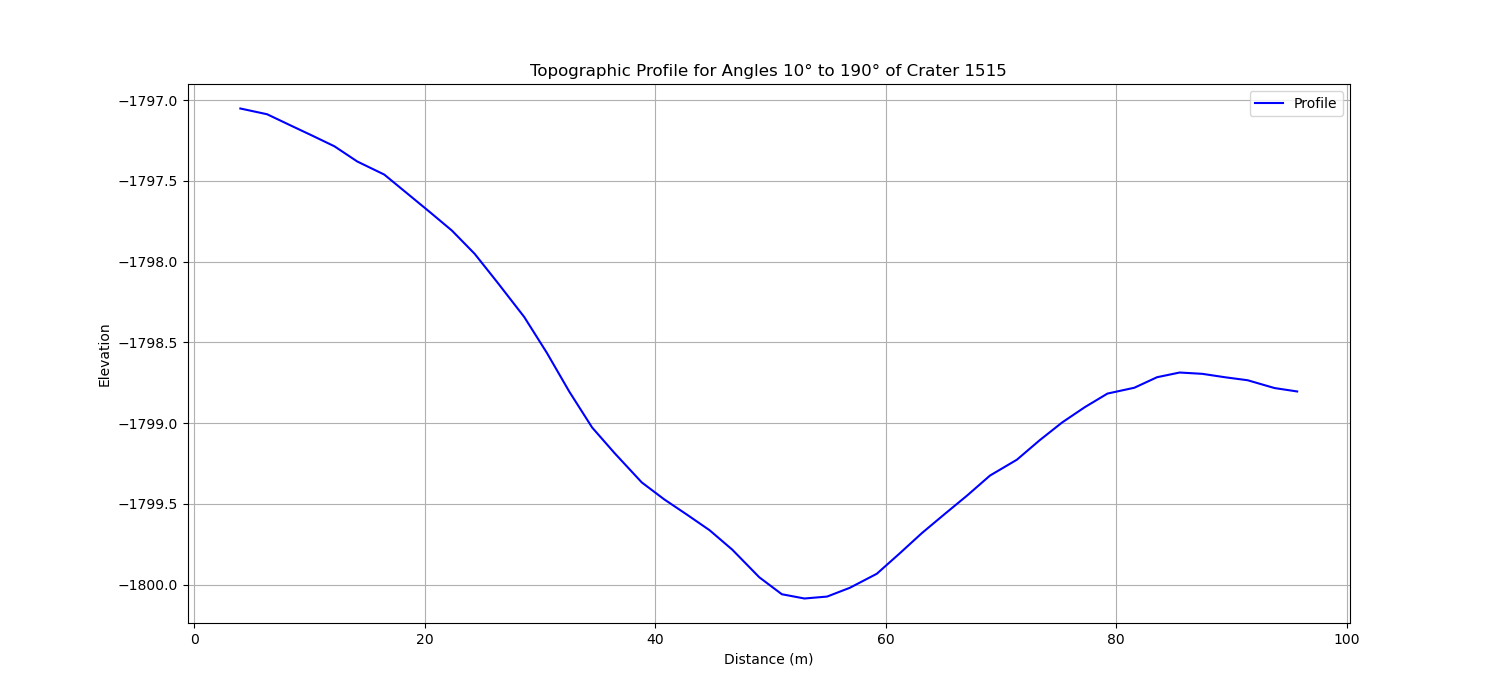 Topographic Profile for Angles 10° to 190° of Crater 1515
Profile
−1797.0
−1797.5
−1798.0
−1798.5
−1799.0
−1799.5
−1800.0
Elevation
0 20 40 60 80 100
Distance (m)